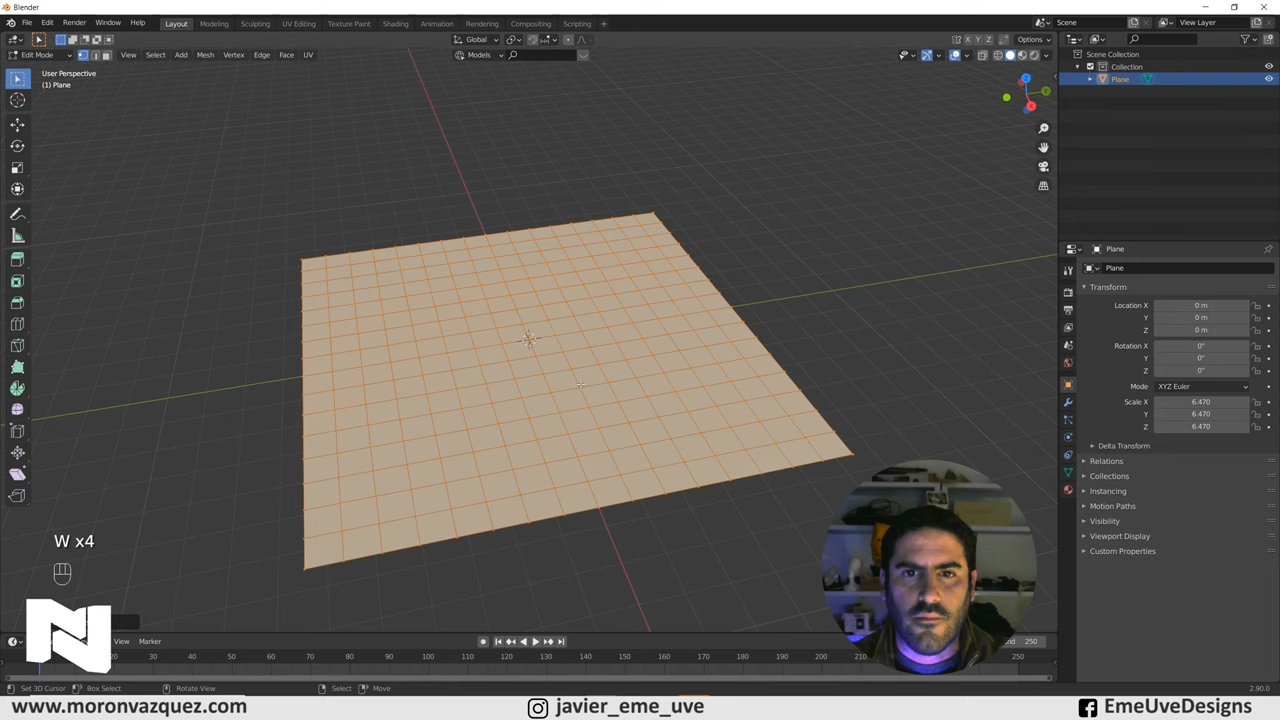 Blender
File Edit Render Window Help Layout Modeling Sculpting UV Editing Texture Paint Shading Animation Rendering Compositing Scripting + Scene View Layer
Global X Y Z Options
Edit Mode View Select Add Mesh Vertex Edge Face UV Models
User Perspective
(1) Plane
Scene Collection
Collection
Plane
Plane
Plane
Transform
Location X 0 m
Y 0 m
Z 0 m
Rotation X 0°
Y 0°
Z 0°
Mode XYZ Euler
Scale X 6.470
Y 6.470
Z 6.470
Delta Transform
Relations
Collections
Instancing
Motion Paths
Visibility
Viewport Display
Custom Properties
W x4
N
View Marker 250
20 30 40 50 60 70 80 90 100 110 120 130 140 150 160 170 180 190 200 210 250
Set 3D Cursor Box Select Rotate View Select Move 2.90.0
www.moronvazquez.com javier_eme_uve EmeUveDesigns